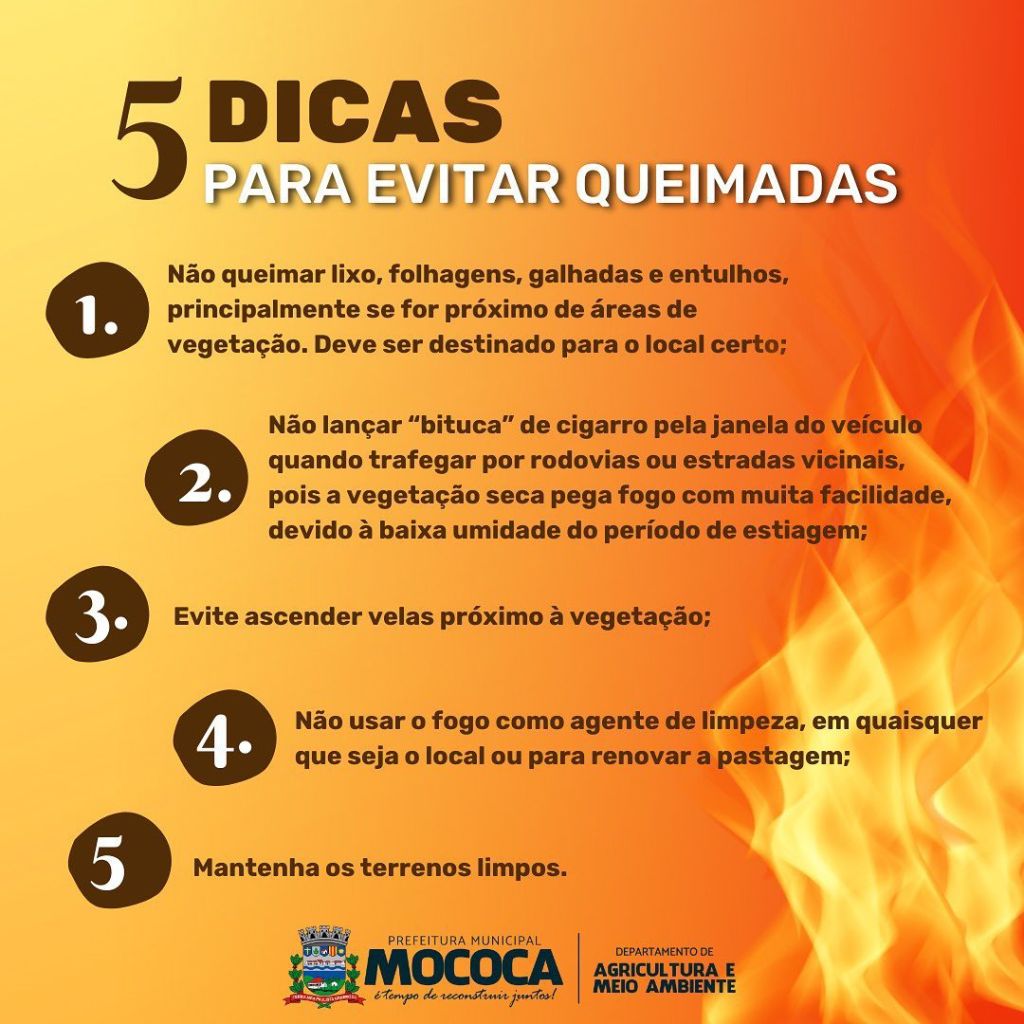 5 DICAS
PARA EVITAR QUEIMADAS
1.
Não queimar lixo, folhagens, galhadas e entulhos,
principalmente se for próximo de áreas de
vegetação. Deve ser destinado para o local certo;
2.
Não lançar “bituca” de cigarro pela janela do veículo
quando trafegar por rodovias ou estradas vicinais,
pois a vegetação seca pega fogo com muita facilidade,
devido à baixa umidade do período de estiagem;
3.
Evite ascender velas próximo à vegetação;
4.
Não usar o fogo como agente de limpeza, em quaisquer
que seja o local ou para renovar a pastagem;
5
Mantenha os terrenos limpos.
PREFEITURA MUNICIPAL
MOCOCA
é tempo de reconstruir juntos!
DEPARTAMENTO DE
AGRICULTURA E
MEIO AMBIENTE